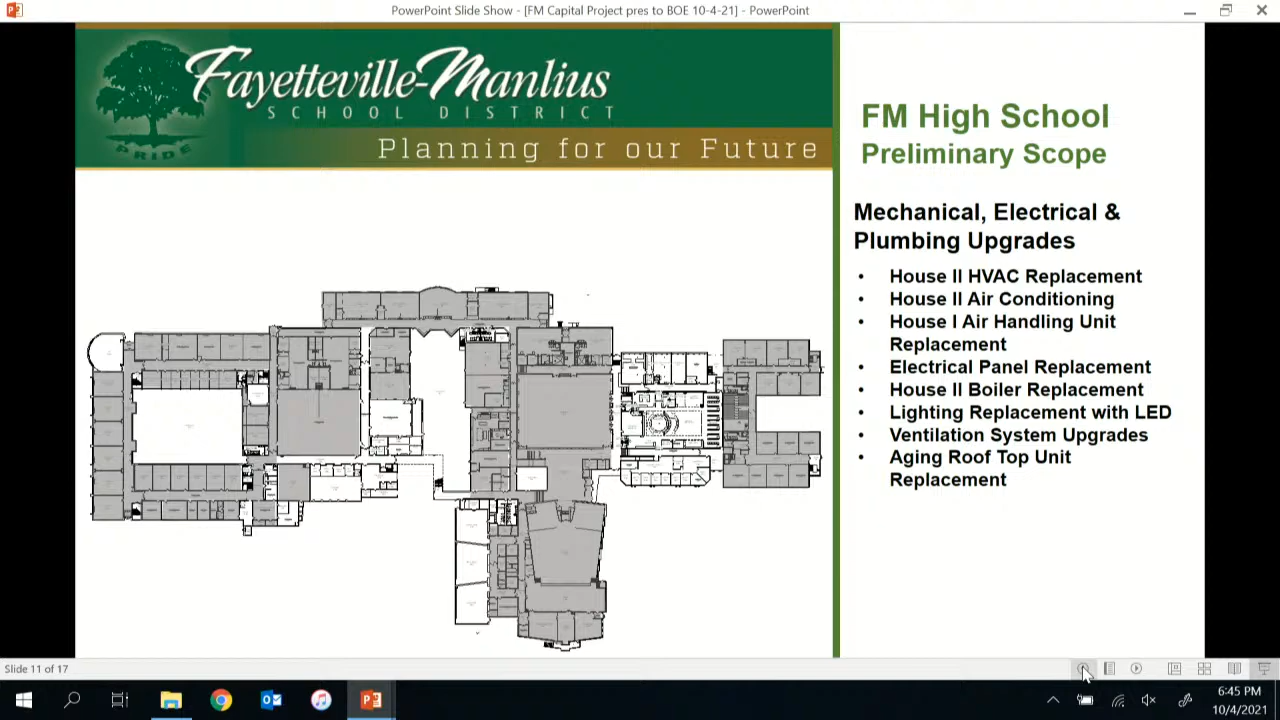 PowerPoint Slide Show - [FM Capital Project pres to BOE 10-4-21] - PowerPoint
Fayetteville-Manlius
SCHOOL DISTRICT
PRIDE
Planning for our Future
FM High School
Preliminary Scope
Mechanical, Electrical &
Plumbing Upgrades
• House II HVAC Replacement
• House II Air Conditioning
• House I Air Handling Unit
Replacement
• Electrical Panel Replacement
• House II Boiler Replacement
• Lighting Replacement with LED
• Ventilation System Upgrades
• Aging Roof Top Unit
Replacement
Slide 11 of 17
6:45 PM
10/4/2021